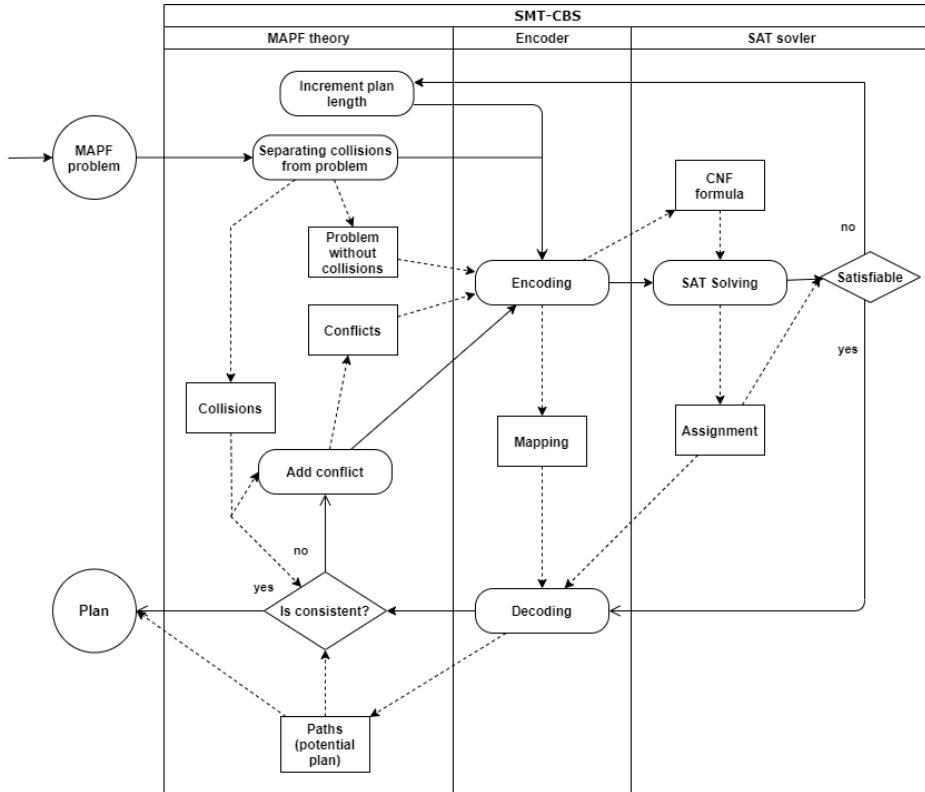 SMT-CBS
MAPF theory
Encoder
SAT sovler
Increment plan
length
MAPF
problem
Separating collisions
from problem
CNF
formula
no
Problem
without
collisions
Encoding
SAT Solving
Satisfiable
Conflicts
yes
Collisions
Mapping
Assignment
Add conflict
no
yes
Plan
Is consistent?
Decoding
Paths
(potential
plan)